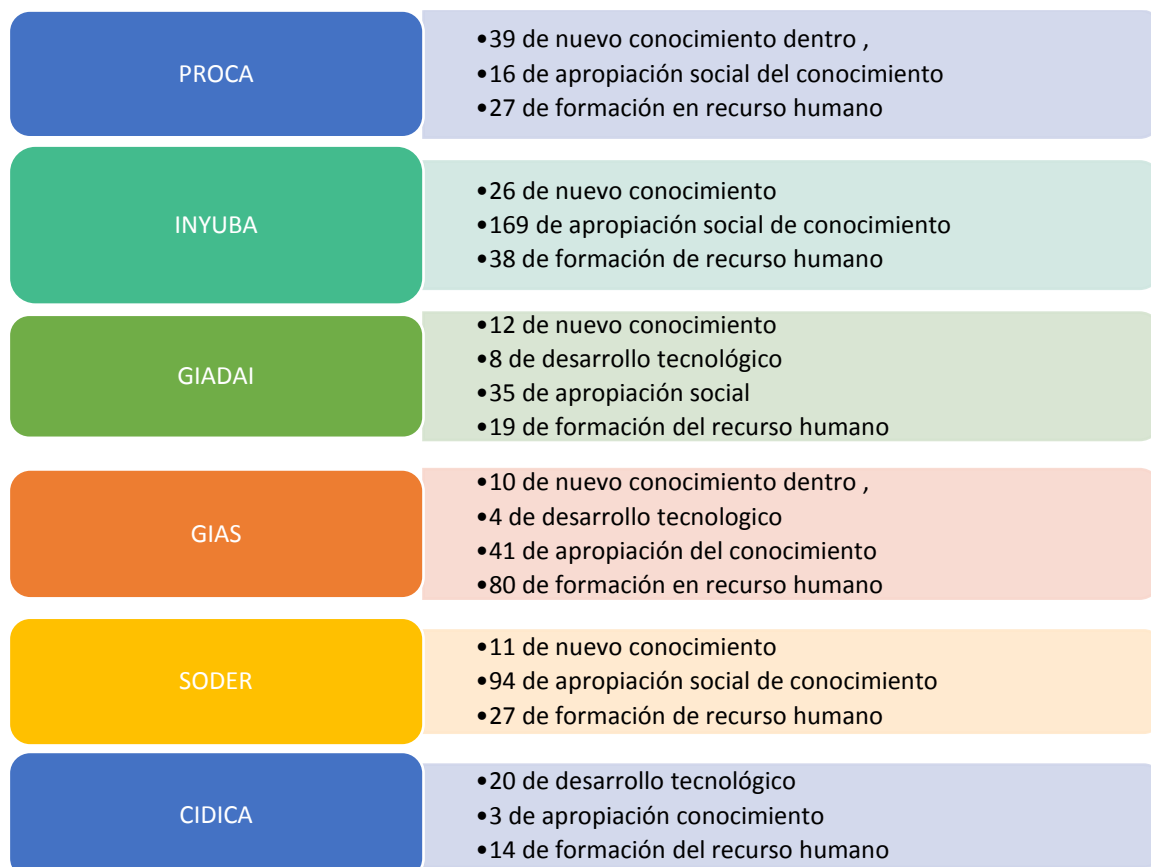 PROCA
•39 de nuevo conocimiento dentro ,
•16 de apropiación social del conocimiento
•27 de formación en recurso humano
INYUBA
•26 de nuevo conocimiento
•169 de apropiación social de conocimiento
•38 de formación de recurso humano
GIADAI
•12 de nuevo conocimiento
•8 de desarrollo tecnológico
•35 de apropiación social
•19 de formación del recurso humano
GIAS
•10 de nuevo conocimiento dentro ,
•4 de desarrollo tecnologico
•41 de apropiación del conocimiento
•80 de formación en recurso humano
SODER
•11 de nuevo conocimiento
•94 de apropiación social de conocimiento
•27 de formación de recurso humano
CIDICA
•20 de desarrollo tecnológico
•3 de apropiación conocimiento
•14 de formación del recurso humano